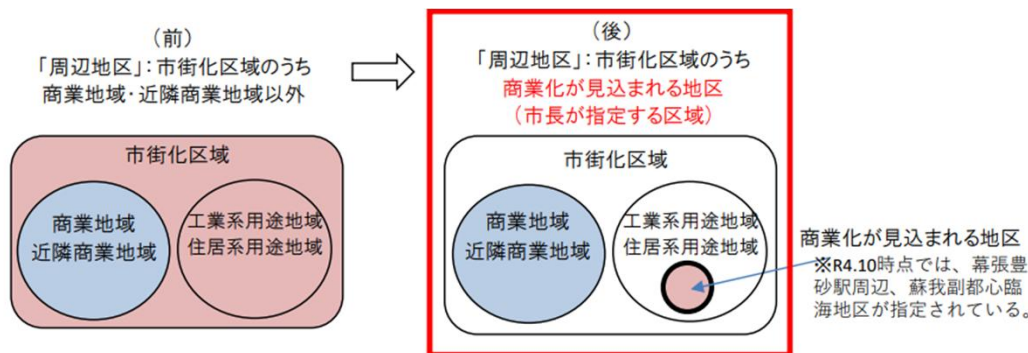 （前）
「周辺地区」：市街化区域のうち
商業地域・近隣商業地域以外
市街化区域
商業地域
近隣商業地域
工業系用途地域
住居系用途地域
（後）
「周辺地区」：市街化区域のうち
商業化が見込まれる地区
（市長が指定する区域）
市街化区域
商業地域
近隣商業地域
工業系用途地域
住居系用途地域
商業化が見込まれる地区
※R4.10時点では、幕張豊
砂駅周辺、蘇我副都心臨
海地区が指定されている。